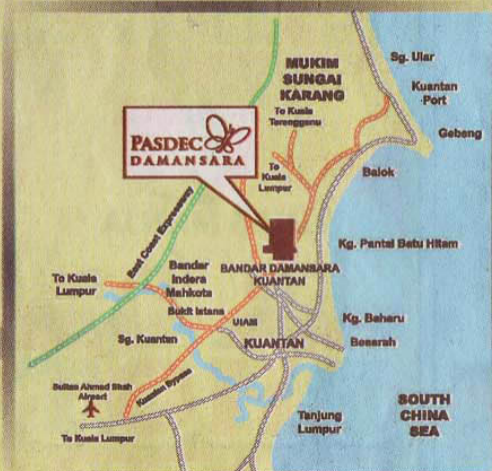 Sg. Ular
MUKIM
SUNGAI
KARANG
Kuantan
Port
To Kuala
Terengganu
Gebeng
PASDEC
DAMANSARA
To
Kuala
Lumpur
Balok
East Coast Expressway
Kg. Pantai Batu Hitam
BANDAR DAMANSARA
KUANTAN
Bandar
Indera
Mahkota
To Kuala
Lumpur
Bukit Istana
UIAM
Kg. Baharu
Sg. Kuantan
KUANTAN
Beserah
Sultan Ahmad Shah
Airport
Kuantan Bypass
SOUTH
CHINA
SEA
Tanjung
Lumpur
To Kuala Lumpur